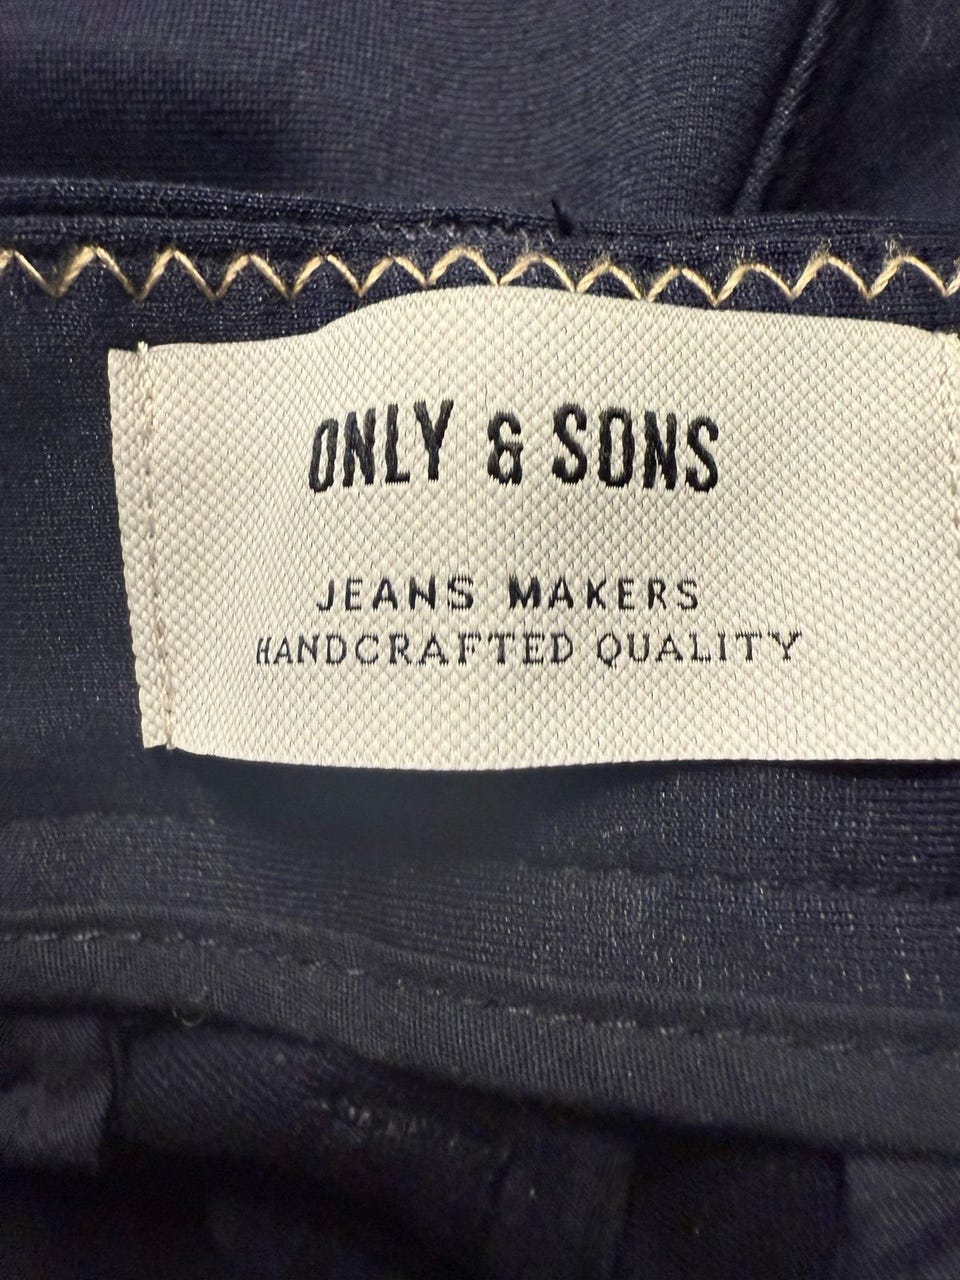 ONLY & SONS
JEANS MAKERS
HANDCRAFTED QUALITY